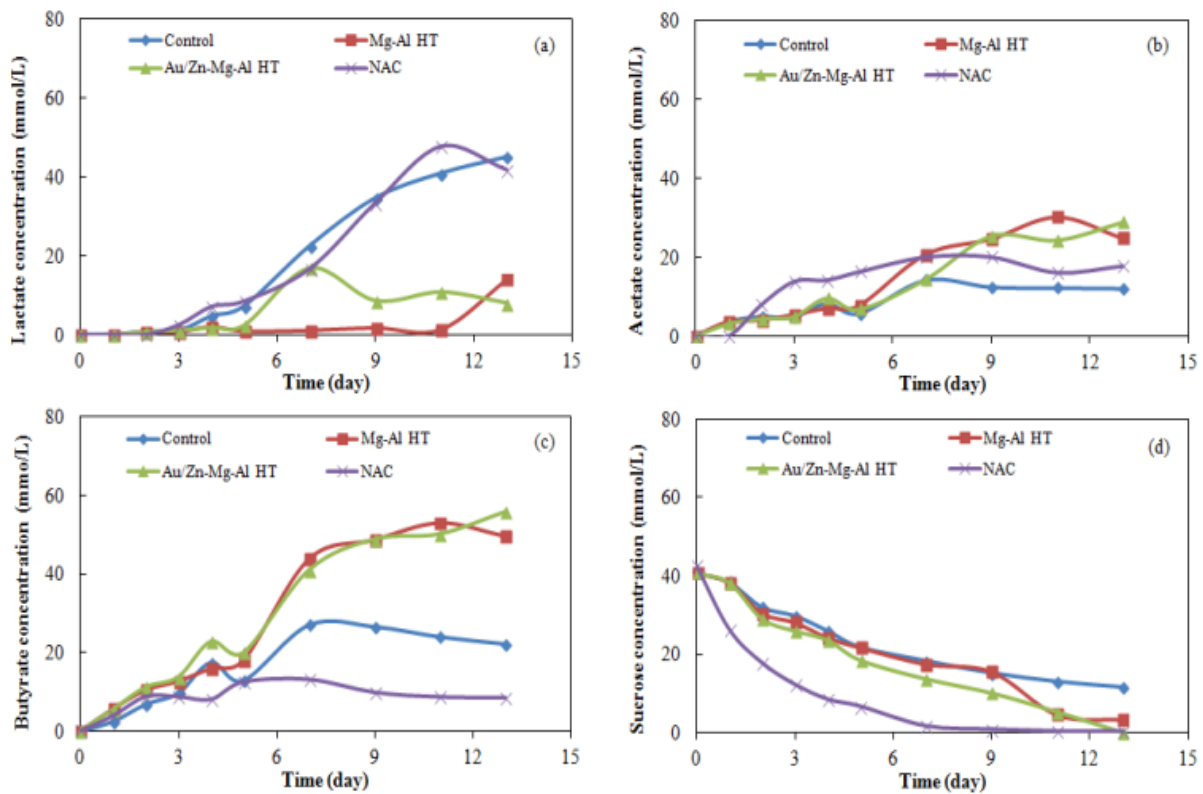 80
60
40
20
0
Lactate concentration (mmol/L)
Control
Mg-Al HT
(a)
Au/Zn-Mg-Al HT
NAC
0 3 6 9 12 15
Time (day)
80
60
40
20
0
Acetate concentration (mmol/L)
Control
Mg-Al HT
(b)
Au/Zn-Mg-Al HT
NAC
0 3 6 9 12 15
Time (day)
80
60
40
20
0
Butyrate concentration (mmo/L)
Control
Mg-Al HT
(c)
Au/Zn-Mg-Al HT
NAC
0 3 6 9 12 15
Time (day)
80
60
40
20
0
Sucrose concentration (mmol/L)
Control
Mg-Al HT
(d)
Au/Zn-Mg-Al HT
NAC
0 3 6 9 12 15
Time (day)